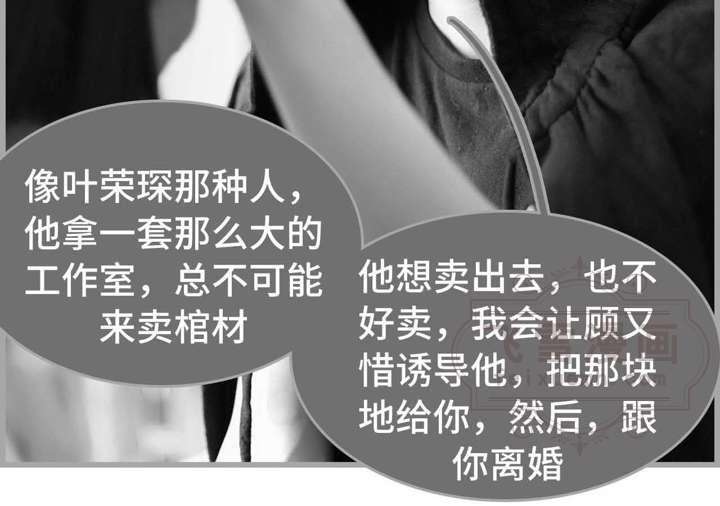 像叶荣琛那种人，
他拿一套那么大的
工作室，总不可能
来卖棺材
他想卖出去，也不
好卖，我会让顾又
惜诱导他，把那块
地给你，然后，跟
你离婚